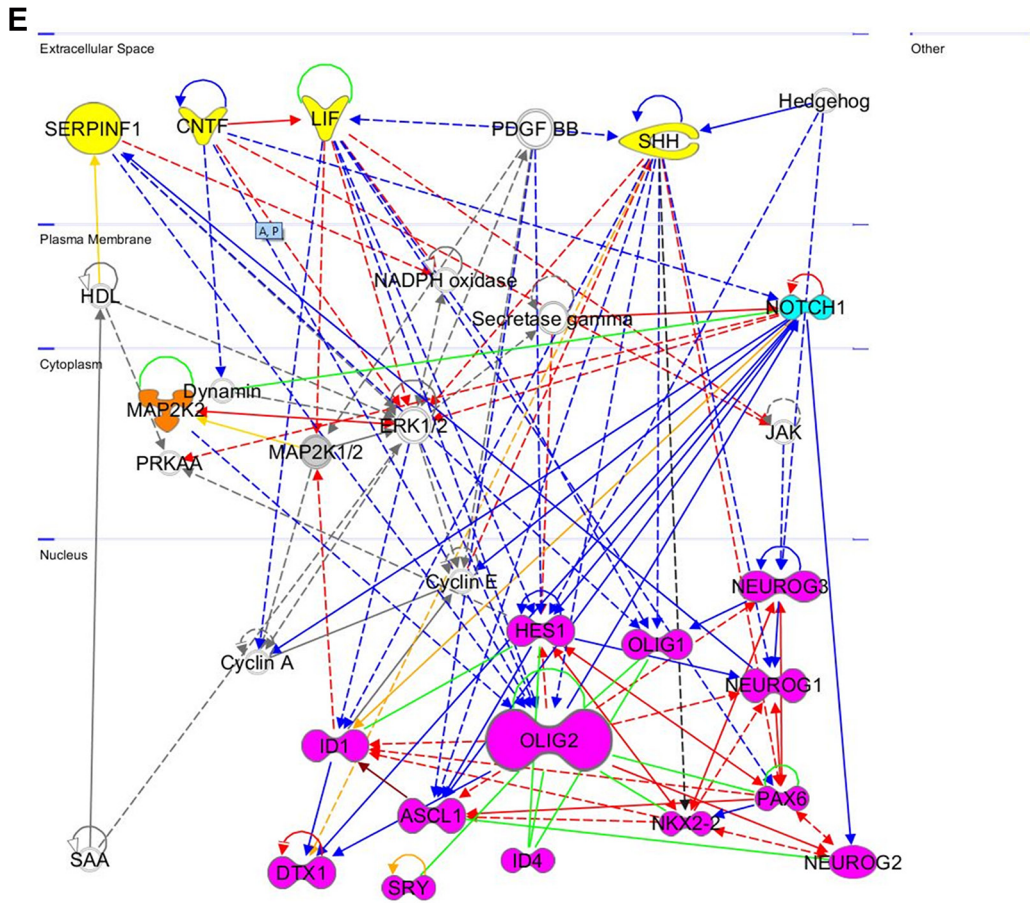 E
Extracellular Space
Other
Hedgehog
LIF
CNTF
SERPINF1
PDGF BB
SHH
A, P
Plasma Membrane
NADPH oxidase
HDL
NOTCH1
Secretase gamma
Cytoplasm
Dynamin
MAP2K2
ERK1/2
JAK
MAP2K1/2
PRKAA
Nucleus
Cyclin E
NEUROG3
HES1
OLIG1
Cyclin A
NEUROG1
OLIG2
ID1
PAX6
ASCL1
NKX2-2
SAA
ID4
NEUROG2
DTX1
SRY